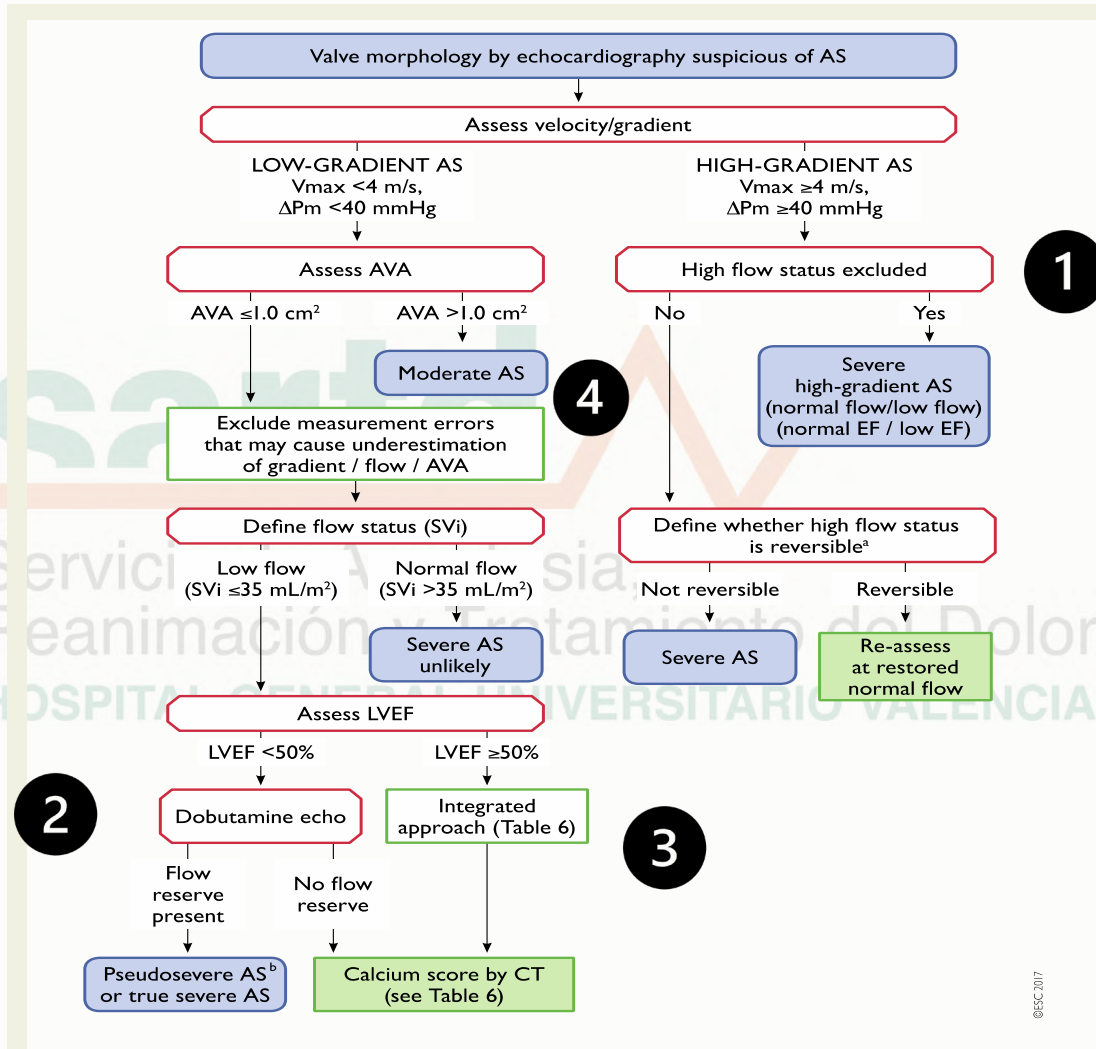 Valve morphology by echocardiography suspicious of AS
Assess velocity/gradient
LOW-GRADIENT AS
Vmax <4 m/s,
ΔPm <40 mmHg
HIGH-GRADIENT AS
Vmax ≥4 m/s,
ΔPm ≥40 mmHg
Assess AVA
High flow status excluded
1
AVA ≤1.0 cm²
AVA >1.0 cm²
No
Yes
Moderate AS
4
Severe
high-gradient AS
(normal flow/low flow)
(normal EF / low EF)
Exclude measurement errors
that may cause underestimation
of gradient / flow / AVA
Define flow status (SVi)
Define whether high flow status
is reversibleᵃ
Low flow
(SVi ≤35 mL/m²)
Normal flow
(SVi >35 mL/m²)
Not reversible
Reversible
Severe AS
unlikely
Severe AS
Re-assess
at restored
normal flow
Assess LVEF
LVEF <50%
LVEF ≥50%
2
Dobutamine echo
Integrated
approach (Table 6)
3
Flow
reserve
present
No flow
reserve
Pseudosevere ASᵇ
or true severe AS
Calcium score by CT
(see Table 6)
©ESC 2017
sartd
Reanimación y Tratamiento del Dolor
HOSPITAL GENERAL UNIVERSITARIO VALENCIA